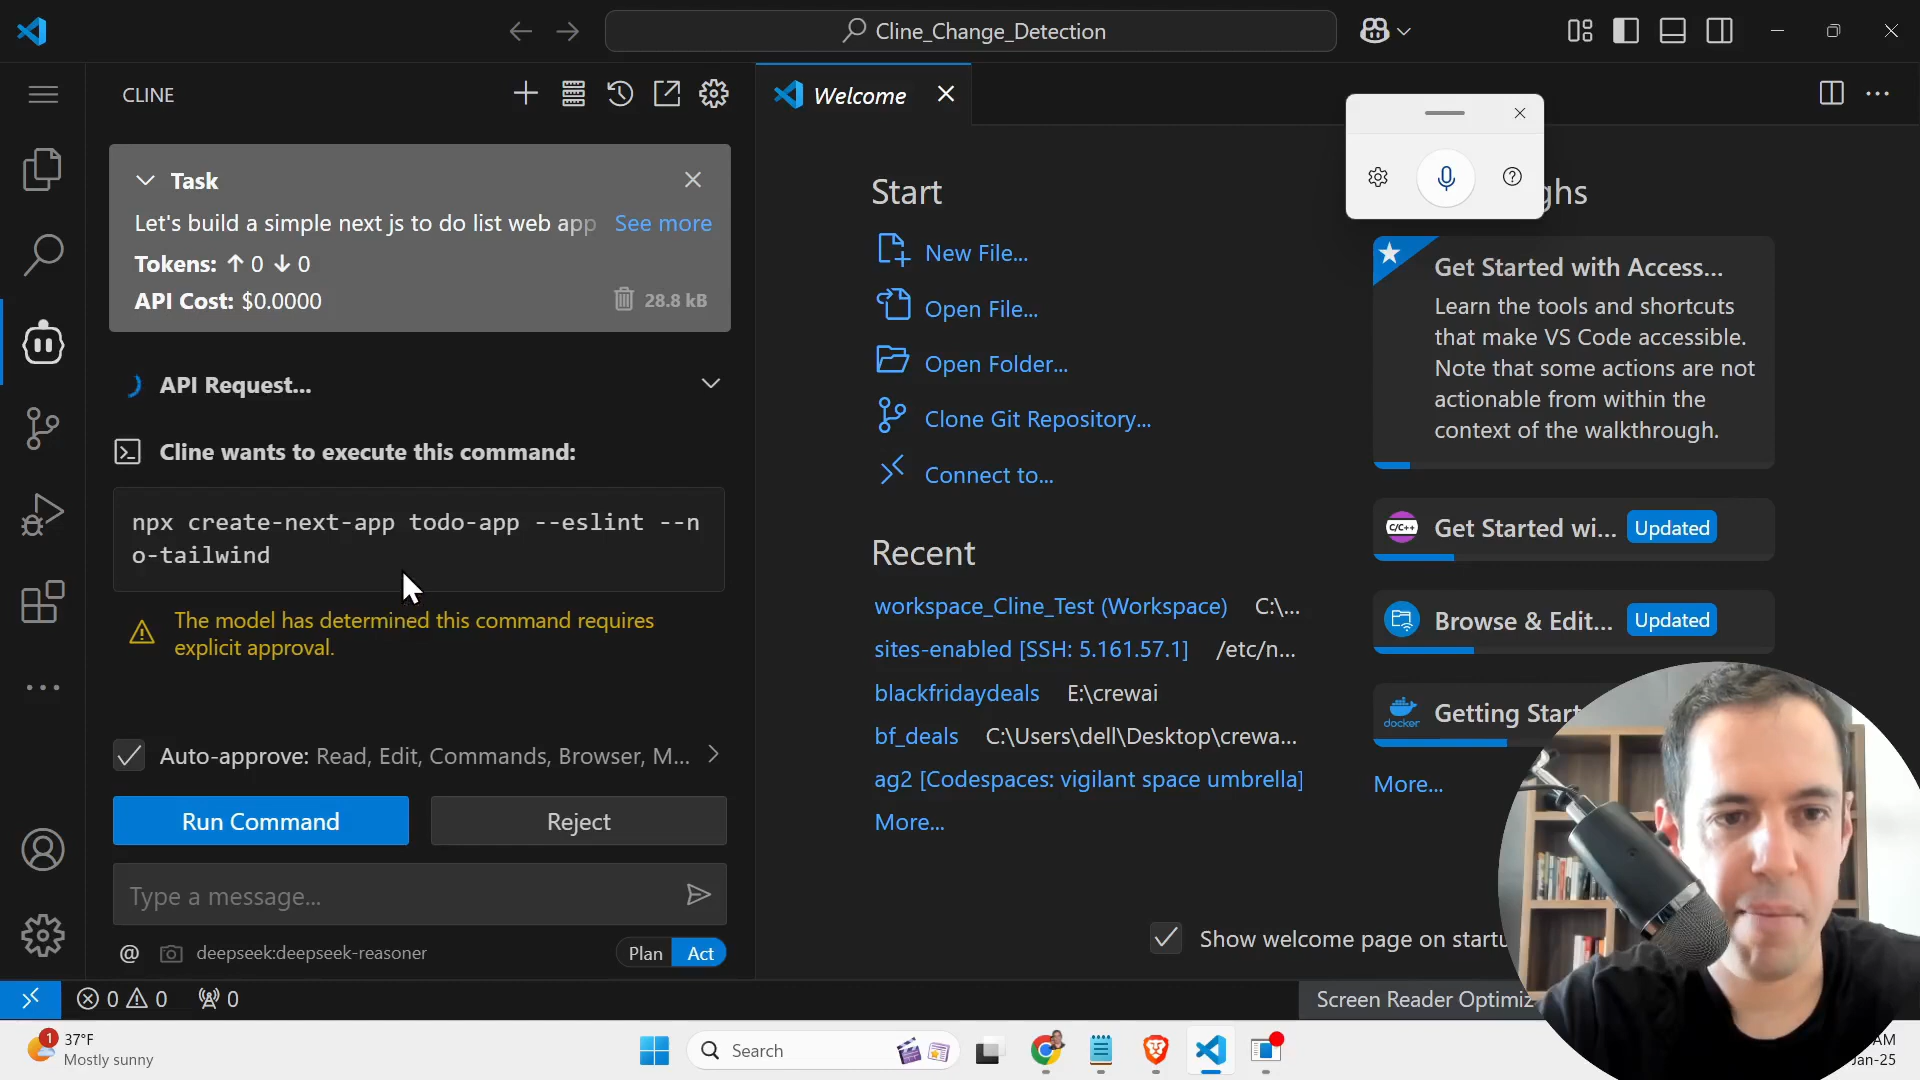 Cline_Change_Detection
CLINE
Welcome
Task
Let's build a simple next js to do list web app See more
Tokens: ↑ 0 ↓ 0
API Cost: $0.0000
28.8 kB
API Request...
Cline wants to execute this command:
npx create-next-app todo-app --eslint --n
o-tailwind
The model has determined this command requires
explicit approval.
Auto-approve: Read, Edit, Commands, Browser, M...
Run Command
Reject
Type a message...
@
deepseek:deepseek-reasoner
Plan
Act
Start
New File...
Open File...
Open Folder...
Clone Git Repository...
Connect to...
Recent
workspace_Cline_Test (Workspace) C:\...
sites-enabled [SSH: 5.161.57.1] /etc/n...
blackfridaydeals E:\crewai
bf_deals C:\Users\dell\Desktop\crewa...
ag2 [Codespaces: vigilant space umbrella]
More...
ghs
Get Started with Access...
Learn the tools and shortcuts
that make VS Code accessible.
Note that some actions are not
actionable from within the
context of the walkthrough.
C/C++
Get Started wi... Updated
Browse & Edit... Updated
docker
Getting Start
More...
Show welcome page on startu
0 0 0
Screen Reader Optimiz
1
37°F
Mostly sunny
Search
AM
Jan-25